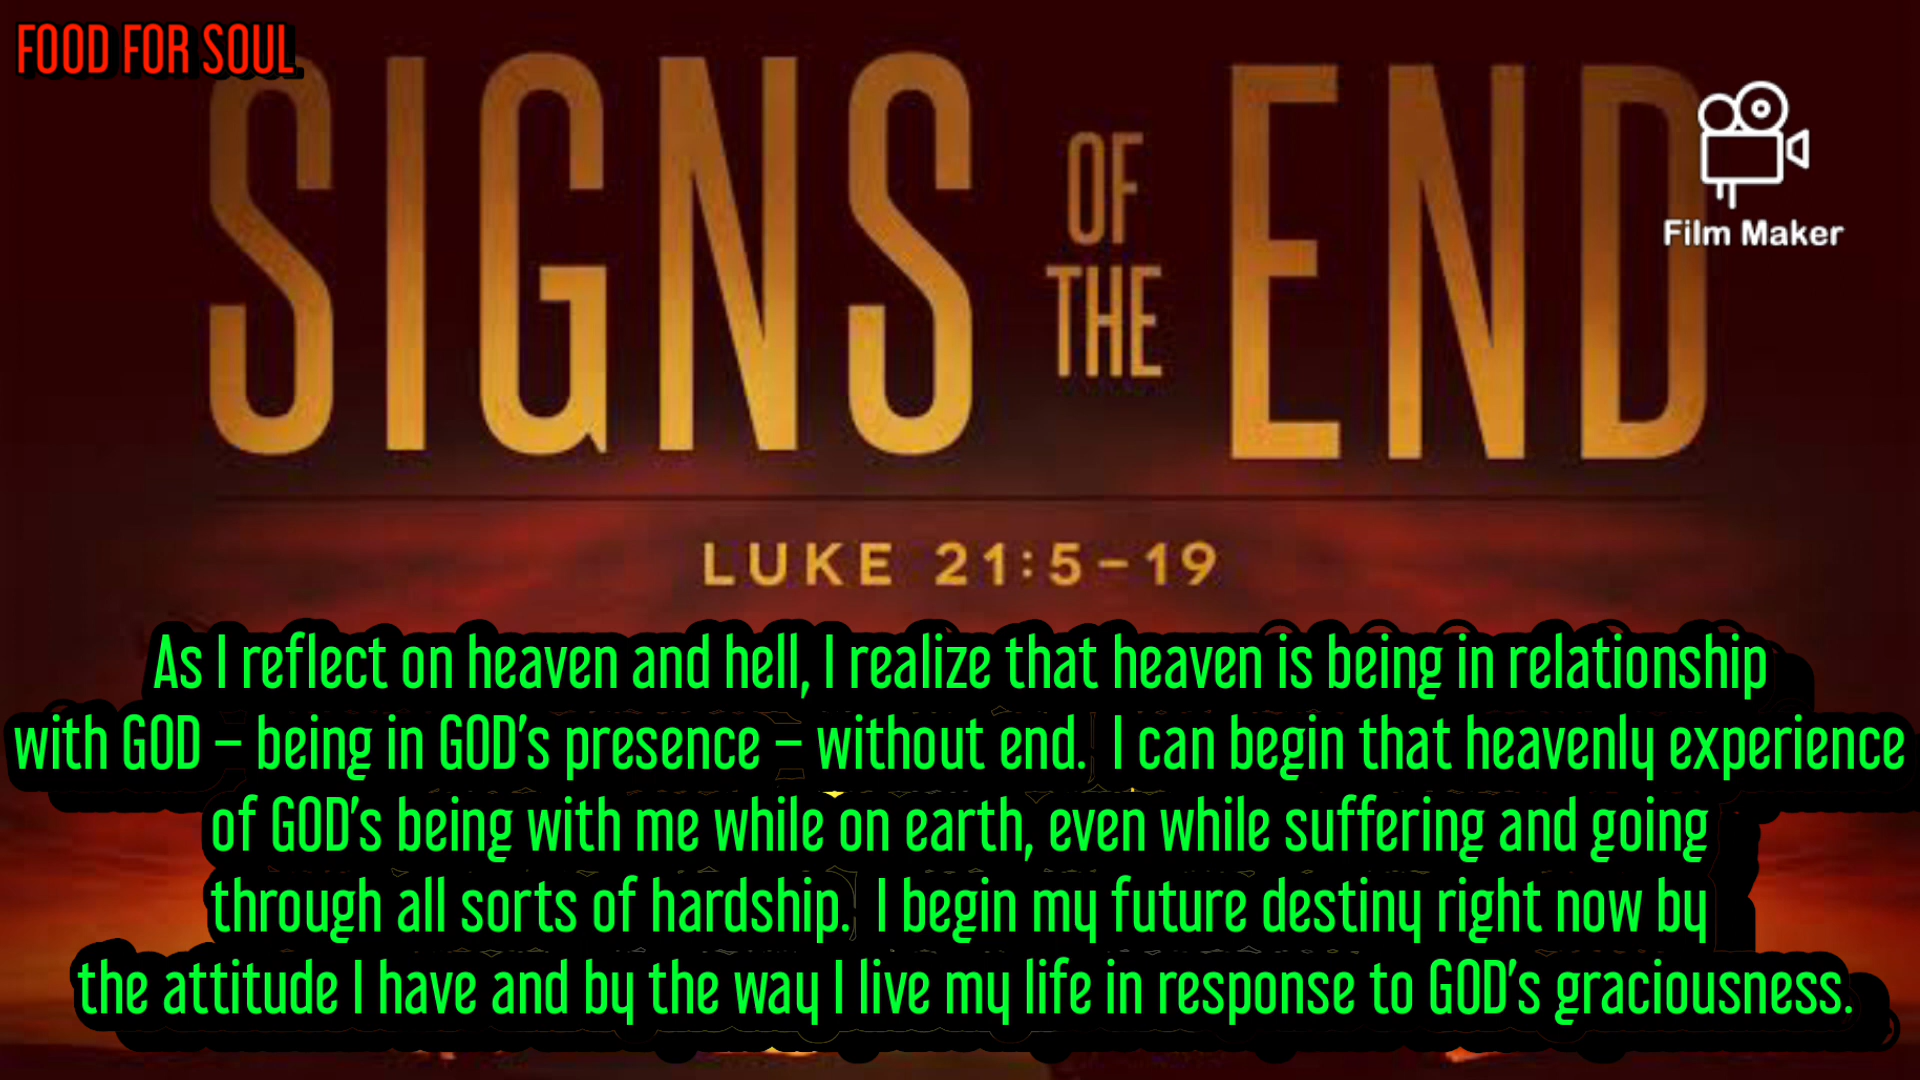 FOOD FOR SOUL.
SIGNS OF THE END
Film Maker
LUKE 21:5-19
As I reflect on heaven and hell, I realize that heaven is being in relationship
with GOD – being in GOD's presence – without end. I can begin that heavenly experience
of GOD's being with me while on earth, even while suffering and going
through all sorts of hardship. I begin my future destiny right now by
the attitude I have and by the way I live my life in response to GOD's graciousness.